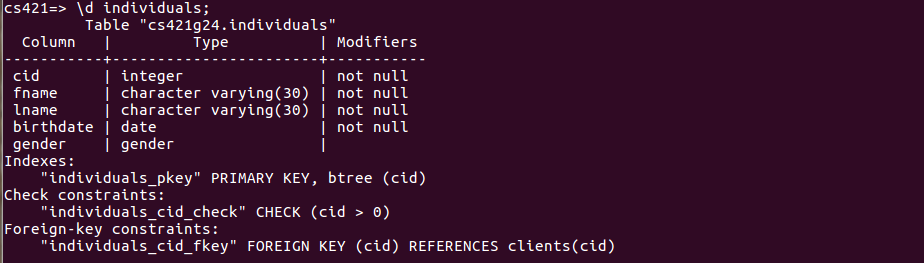 cs421=> \d individuals;
         Table "cs421g24.individuals"
  Column   |         Type          | Modifiers
-----------+-----------------------+-----------
 cid       | integer               | not null
 fname     | character varying(30) | not null
 lname     | character varying(30) | not null
 birthdate | date                  | not null
 gender    | gender                |
Indexes:
    "individuals_pkey" PRIMARY KEY, btree (cid)
Check constraints:
    "individuals_cid_check" CHECK (cid > 0)
Foreign-key constraints:
    "individuals_cid_fkey" FOREIGN KEY (cid) REFERENCES clients(cid)